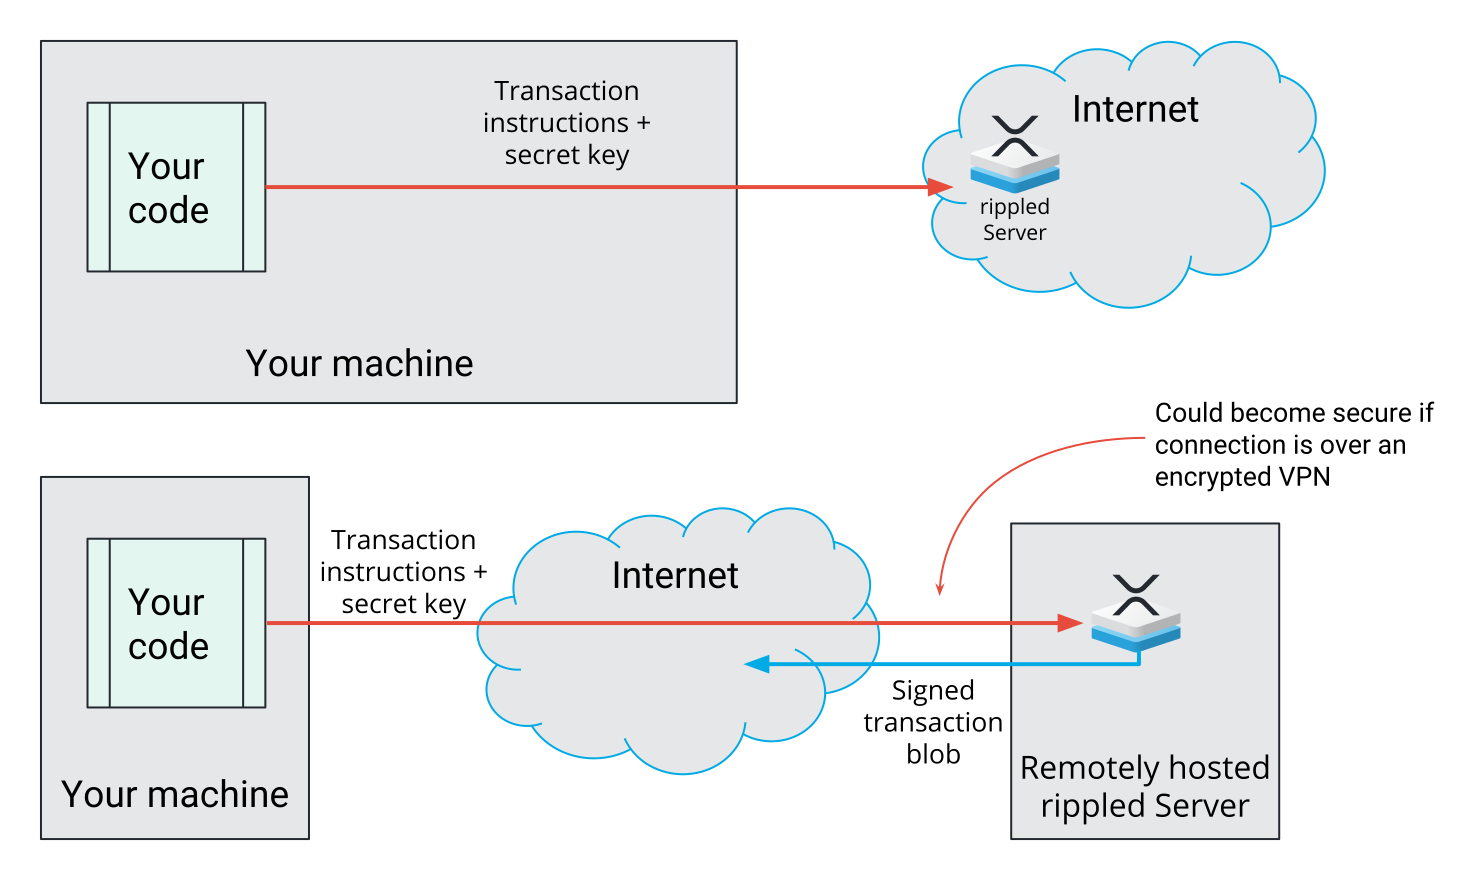 Transaction
instructions +
secret key
Your
code
Your machine
Internet
rippled
Server
Could become secure if
connection is over an
encrypted VPN
Transaction
instructions +
secret key
Your
code
Your machine
Internet
Signed
transaction
blob
Remotely hosted
rippled Server